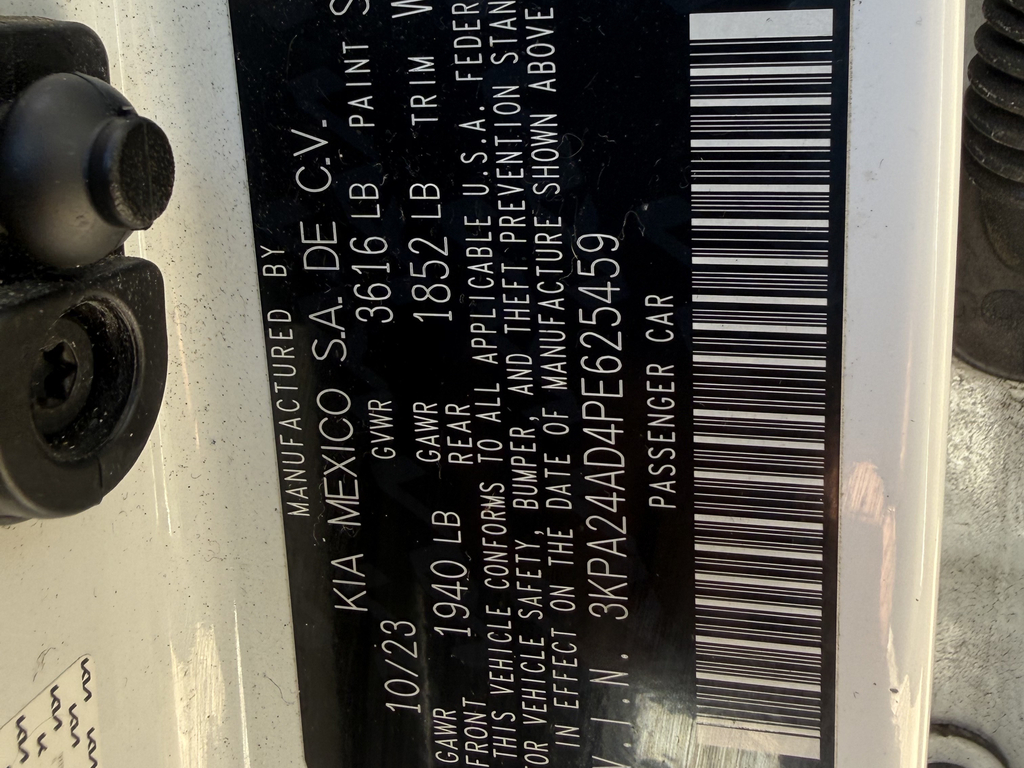 MANUFACTURED BY
KIA MEXICO S.A. DE C.V.
10/23 GVWR 3616 LB PAINT S
GAWR FRONT 1940 LB GAWR REAR 1852 LB TRIM W
THIS VEHICLE CONFORMS TO ALL APPLICABLE U.S.A. FEDER
OR VEHICLE SAFETY, BUMPER, AND THEFT PREVENTION STAN
IN EFFECT ON THE DATE OF MANUFACTURE SHOWN ABOVE
V.I.N. 3KPA24AD4PE625459
PASSENGER CAR